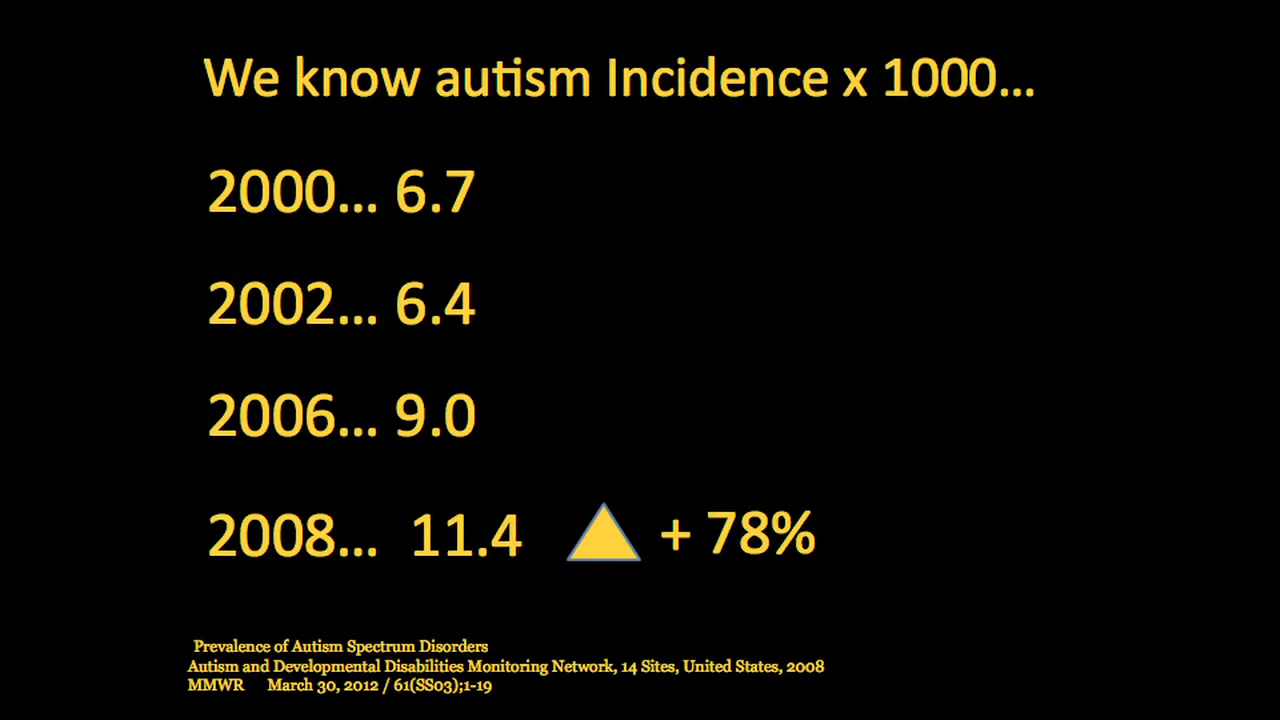 We know autism Incidence x 1000...
2000... 6.7
2002... 6.4
2006... 9.0
2008... 11.4 + 78%
Prevalence of Autism Spectrum Disorders
Autism and Developmental Disabilities Monitoring Network, 14 Sites, United States, 2008
MMWR March 30, 2012 / 61(SS03);1-19